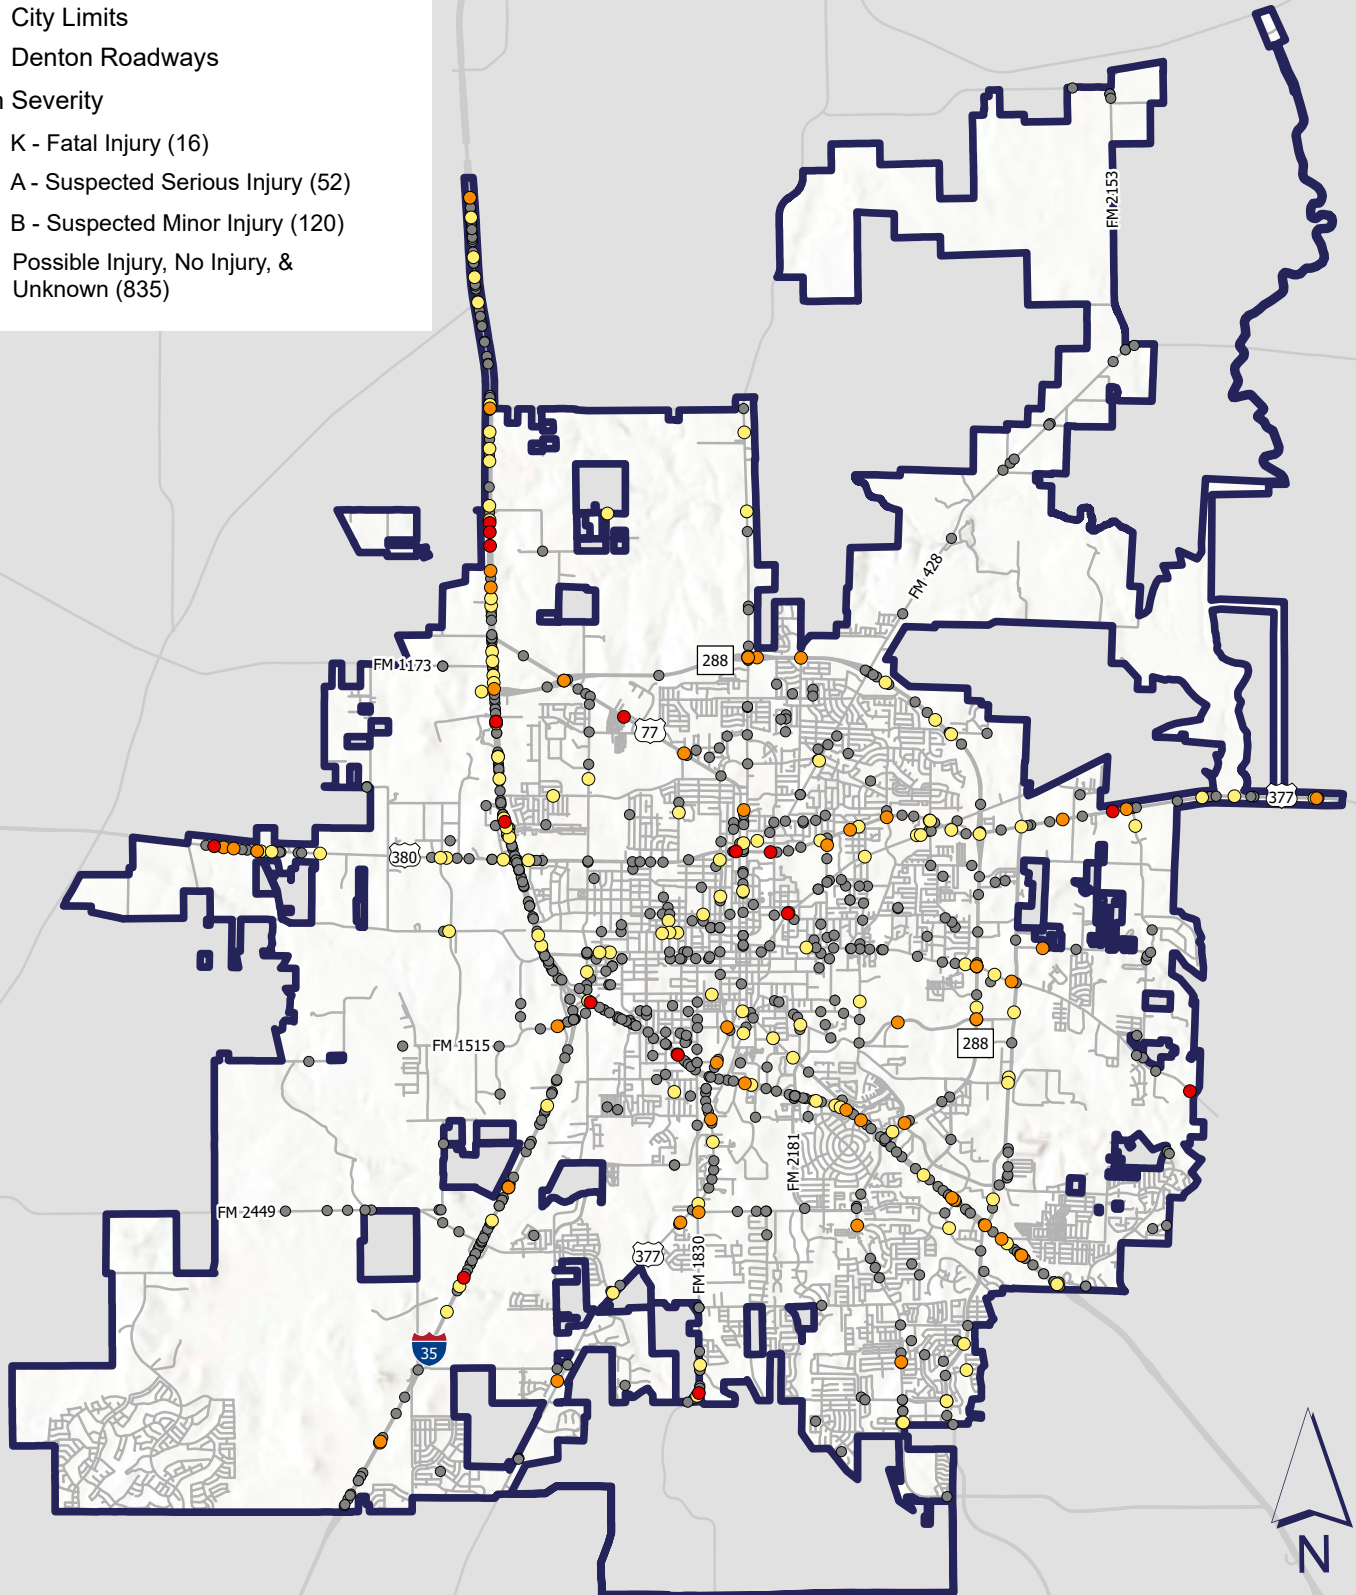 City Limits
Denton Roadways
Severity
K - Fatal Injury (16)
A - Suspected Serious Injury (52)
B - Suspected Minor Injury (120)
Possible Injury, No Injury, &
Unknown (835)
FM 2153
FM 428
FM 1173
288
77
377
380
FM 1515
288
FM 2181
FM 2449
377
FM 1830
35
N